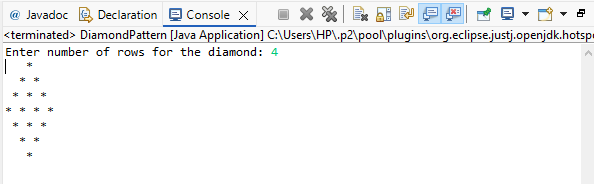 Javadoc Declaration Console
<terminated> DiamondPattern [Java Application] C:\Users\HP\.p2\pool\plugins\org.eclipse.justj.openjdk.hotsp
Enter number of rows for the diamond: 4
   *
  * *
 * * *
* * * *
 * * *
  * *
   *